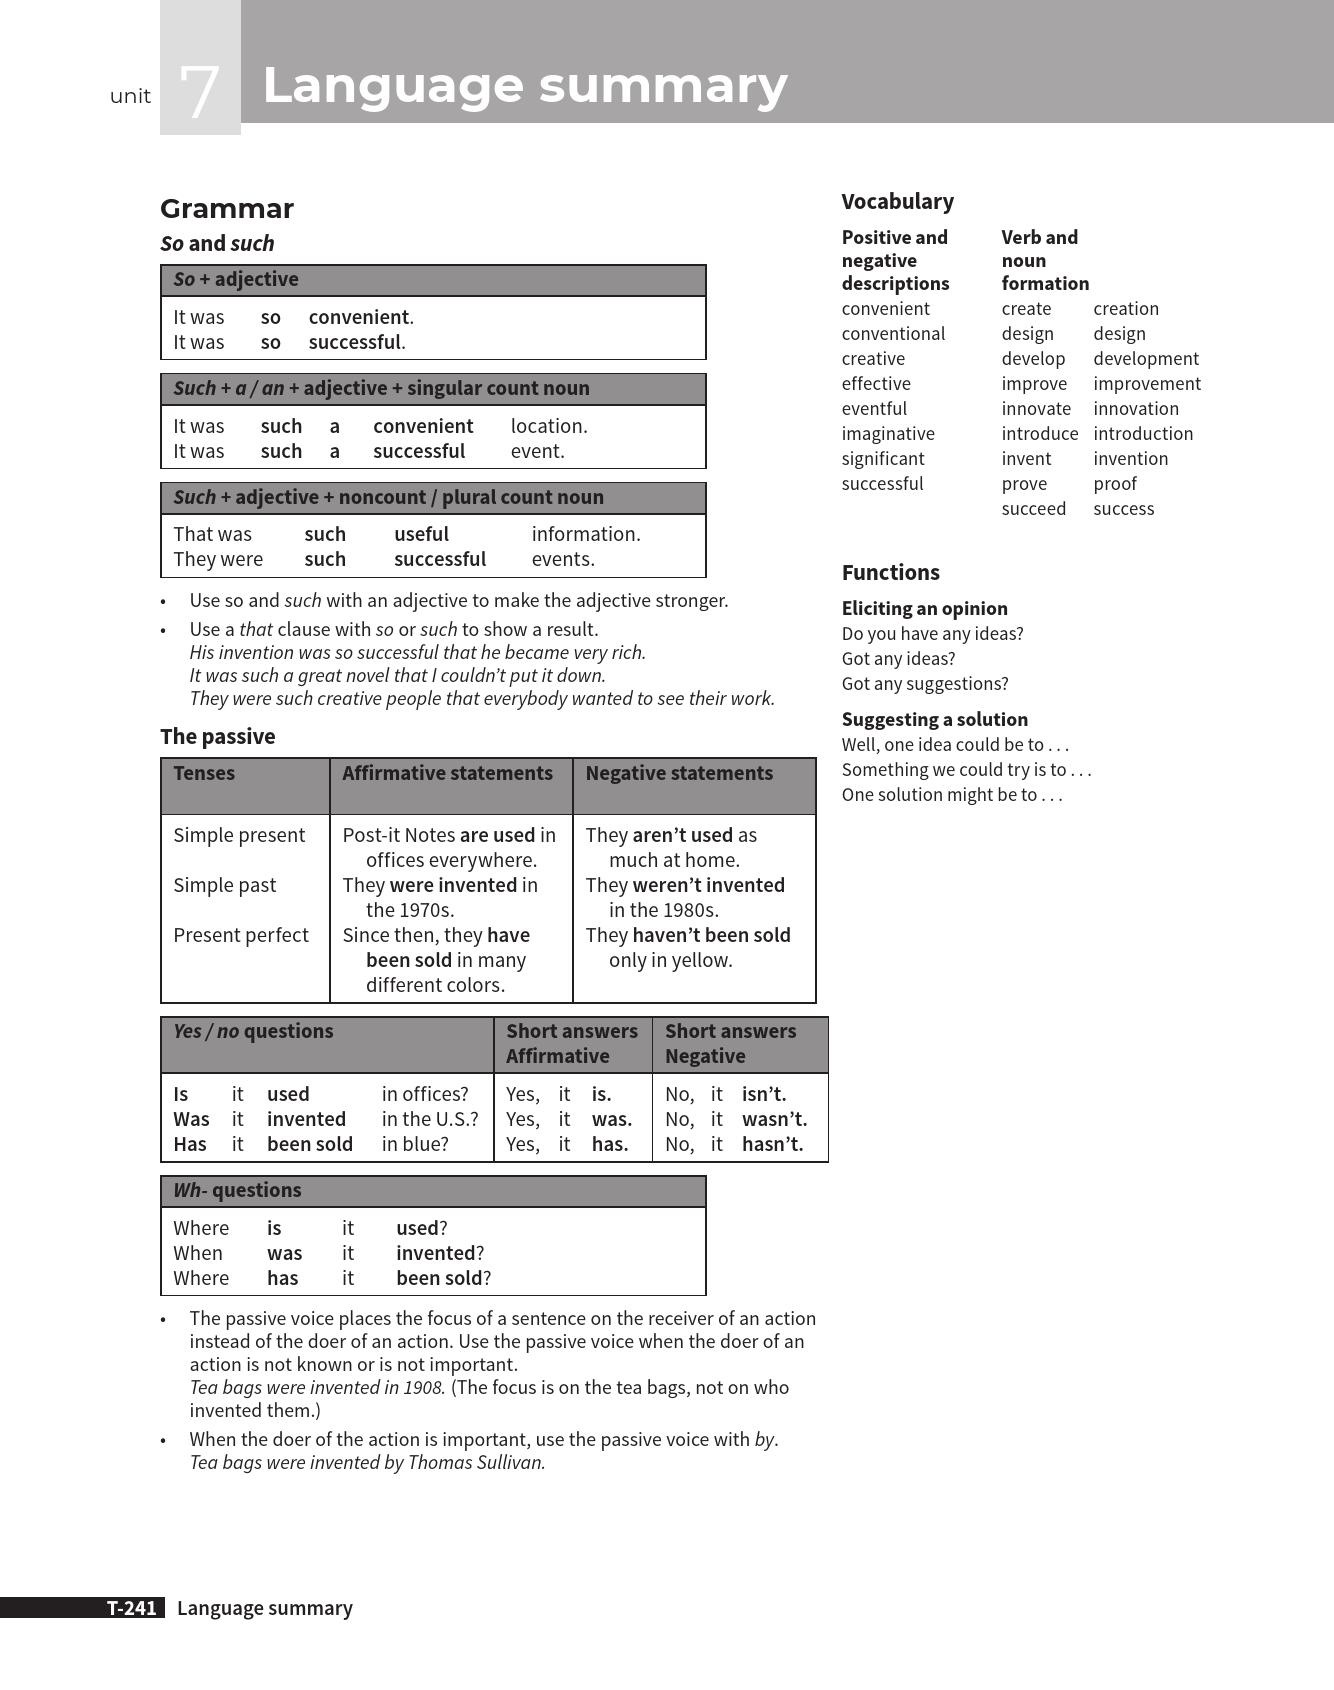 unit 7 Language summary
Grammar
So and such
So + adjective
It was so convenient.
It was so successful.
Such + a / an + adjective + singular count noun
It was such a convenient location.
It was such a successful event.
Such + adjective + noncount / plural count noun
That was such useful information.
They were such successful events.
• Use so and such with an adjective to make the adjective stronger.
• Use a that clause with so or such to show a result.
His invention was so successful that he became very rich.
It was such a great novel that I couldn’t put it down.
They were such creative people that everybody wanted to see their work.
The passive
Tenses Affirmative statements Negative statements
Simple present Post-it Notes are used in They aren’t used as
offices everywhere. much at home.
Simple past They were invented in They weren’t invented
the 1970s. in the 1980s.
Present perfect Since then, they have They haven’t been sold
been sold in many only in yellow.
different colors.
Yes / no questions Short answers Short answers
Affirmative Negative
Is it used in offices? Yes, it is. No, it isn’t.
Was it invented in the U.S.? Yes, it was. No, it wasn’t.
Has it been sold in blue? Yes, it has. No, it hasn’t.
Wh- questions
Where is it used?
When was it invented?
Where has it been sold?
• The passive voice places the focus of a sentence on the receiver of an action
instead of the doer of an action. Use the passive voice when the doer of an
action is not known or is not important.
Tea bags were invented in 1908. (The focus is on the tea bags, not on who
invented them.)
• When the doer of the action is important, use the passive voice with by.
Tea bags were invented by Thomas Sullivan.
Vocabulary
Positive and
negative
descriptions
convenient
conventional
creative
effective
eventful
imaginative
significant
successful
Verb and
noun
formation
create creation
design design
develop development
improve improvement
innovate innovation
introduce introduction
invent invention
prove proof
succeed success
Functions
Eliciting an opinion
Do you have any ideas?
Got any ideas?
Got any suggestions?
Suggesting a solution
Well, one idea could be to . . .
Something we could try is to . . .
One solution might be to . . .
T-241 Language summary